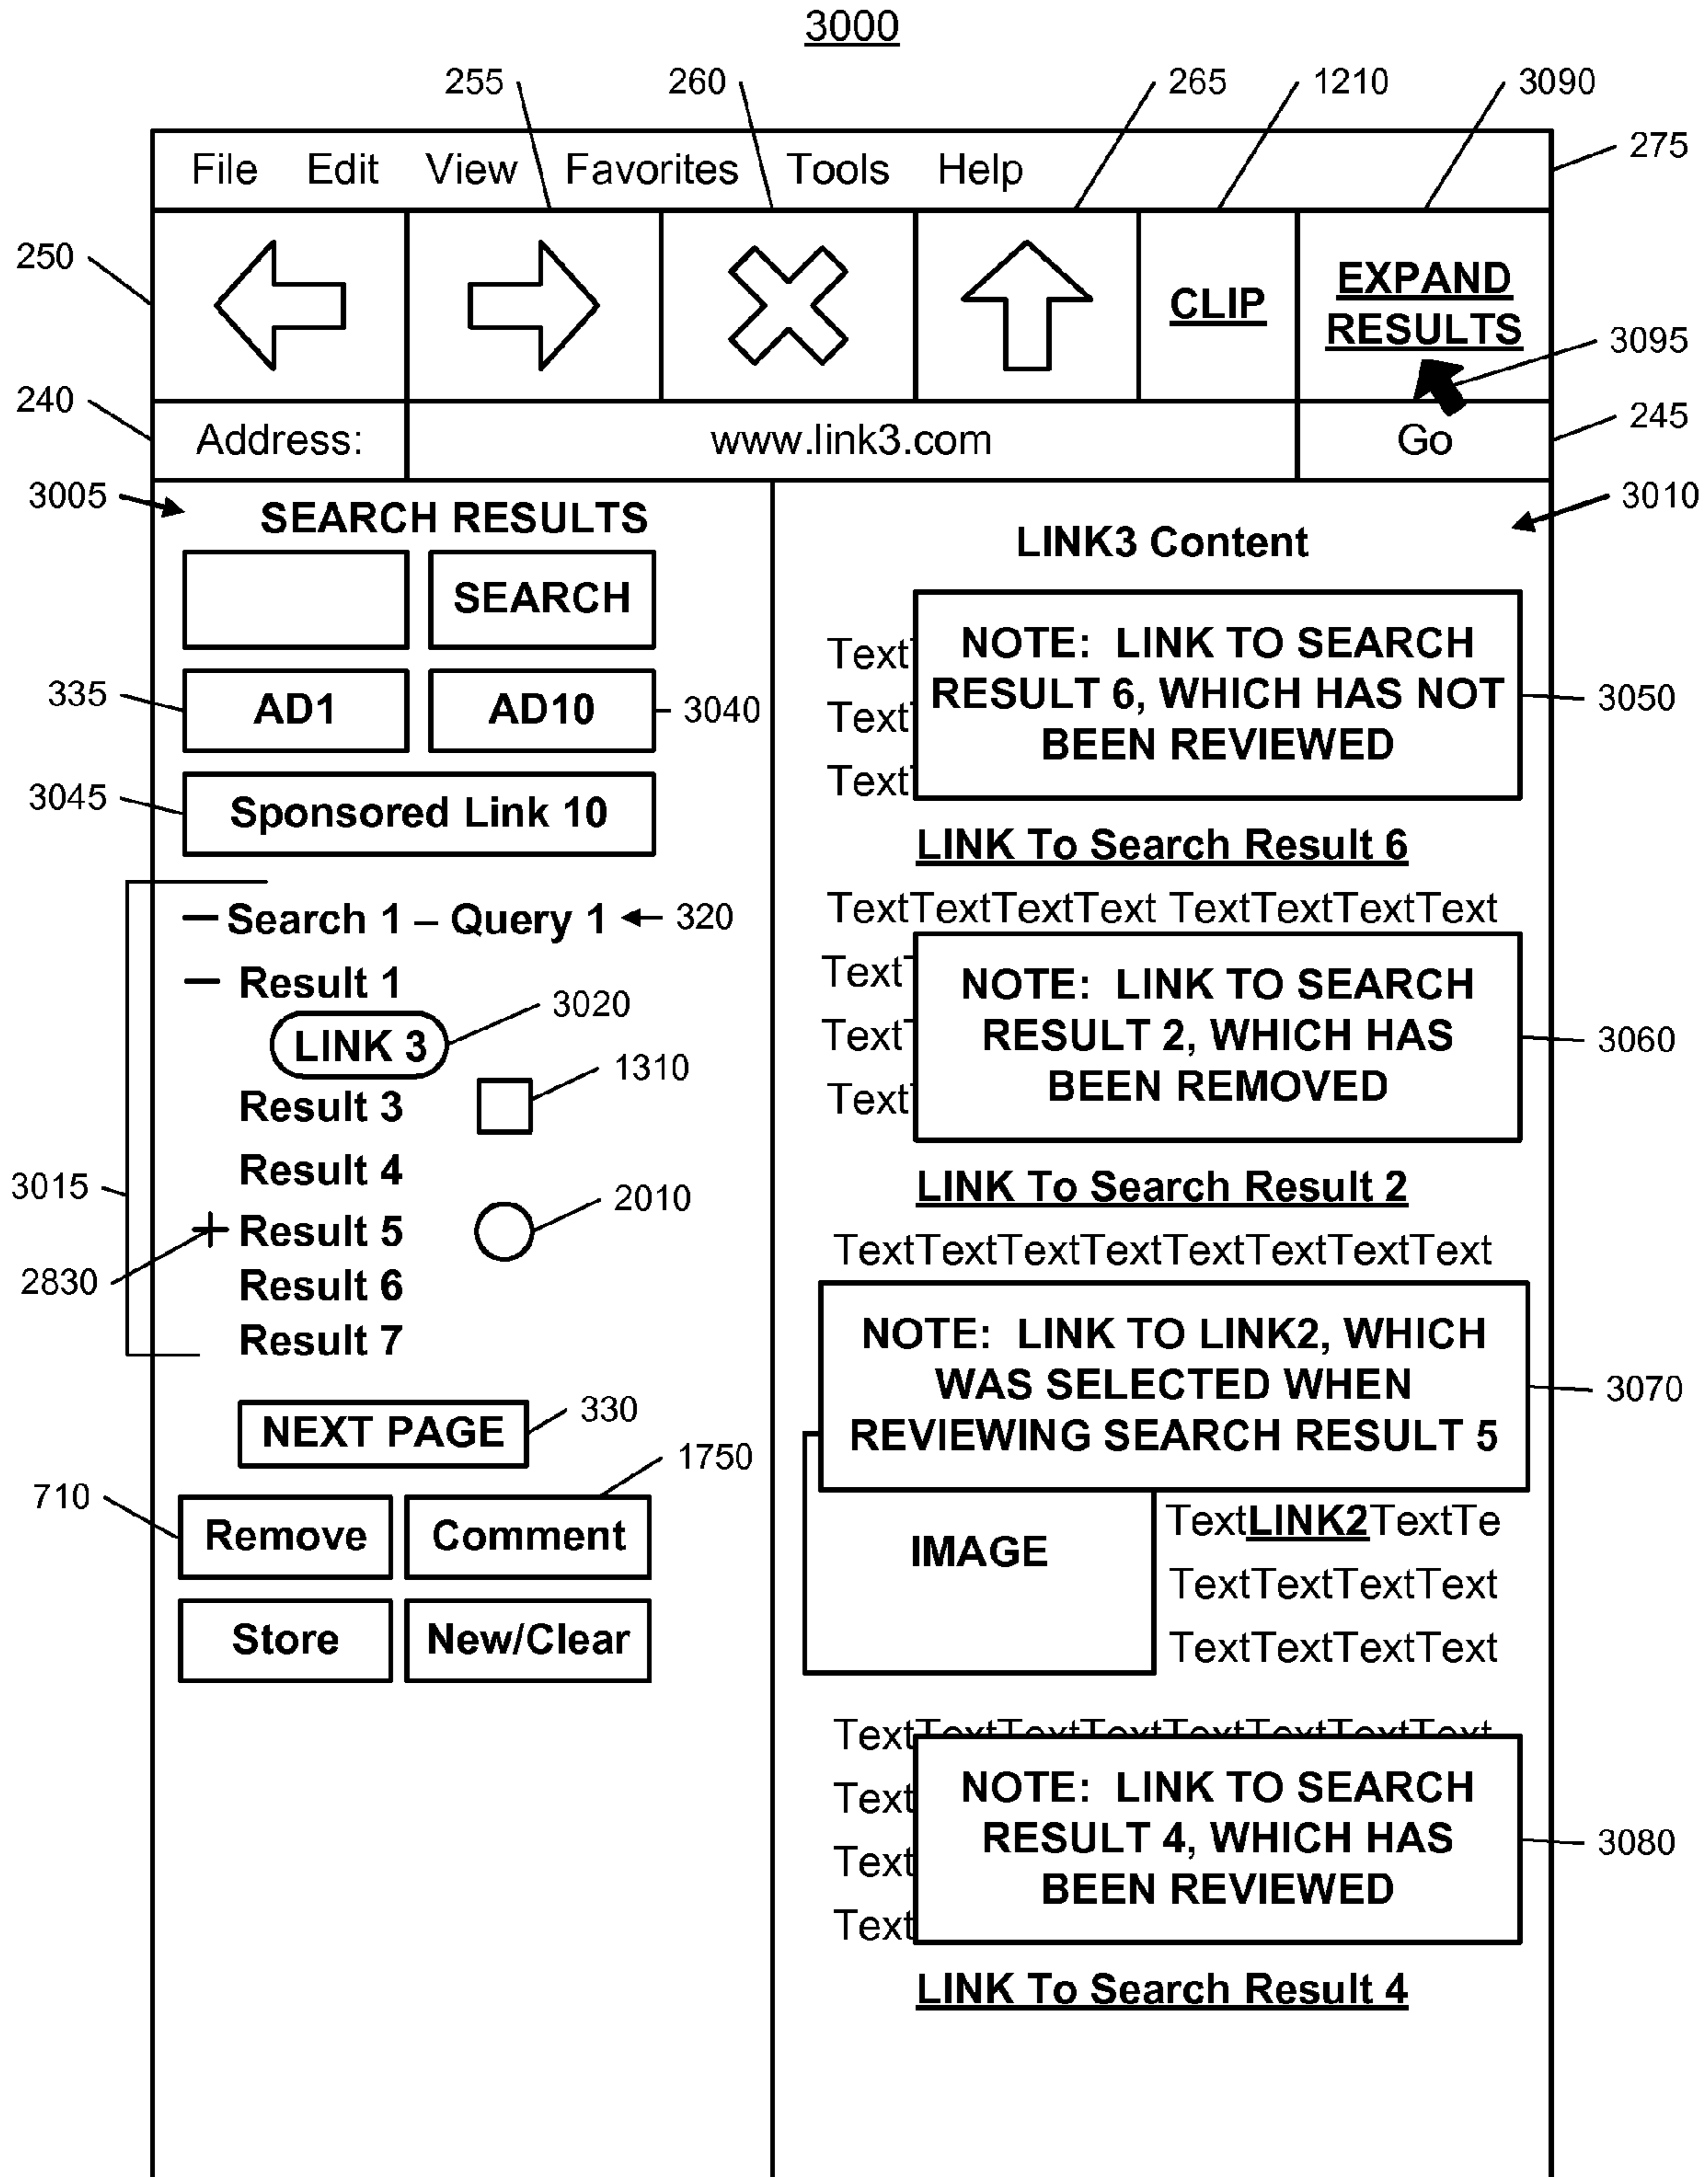 3000
255 260 265 1210 3090
File Edit View Favorites Tools Help
275
250
CLIP
EXPAND
RESULTS
3095
240
Address: www.link3.com Go
245
3005
SEARCH RESULTS
SEARCH
335
AD1
AD10
3040
3045
Sponsored Link 10
— Search 1 – Query 1
320
— Result 1
LINK 3
3020
Result 3
1310
Result 4
3015
+ Result 5
2010
2830
Result 6
Result 7
NEXT PAGE
330
1750
710
Remove
Comment
Store
New/Clear
3010
LINK3 Content
Text
NOTE: LINK TO SEARCH
RESULT 6, WHICH HAS NOT
BEEN REVIEWED
Text
Text
3050
LINK To Search Result 6
TextTextTextText TextTextTextText
Text
NOTE: LINK TO SEARCH
RESULT 2, WHICH HAS
BEEN REMOVED
Text
Text
3060
LINK To Search Result 2
TextTextTextTextTextTextTextText
NOTE: LINK TO LINK2, WHICH
WAS SELECTED WHEN
REVIEWING SEARCH RESULT 5
3070
IMAGE
TextLINK2TextTe
TextTextTextText
TextTextTextText
TextTextTextTextTextTextTextText
Text
NOTE: LINK TO SEARCH
RESULT 4, WHICH HAS
BEEN REVIEWED
Text
Text
3080
LINK To Search Result 4